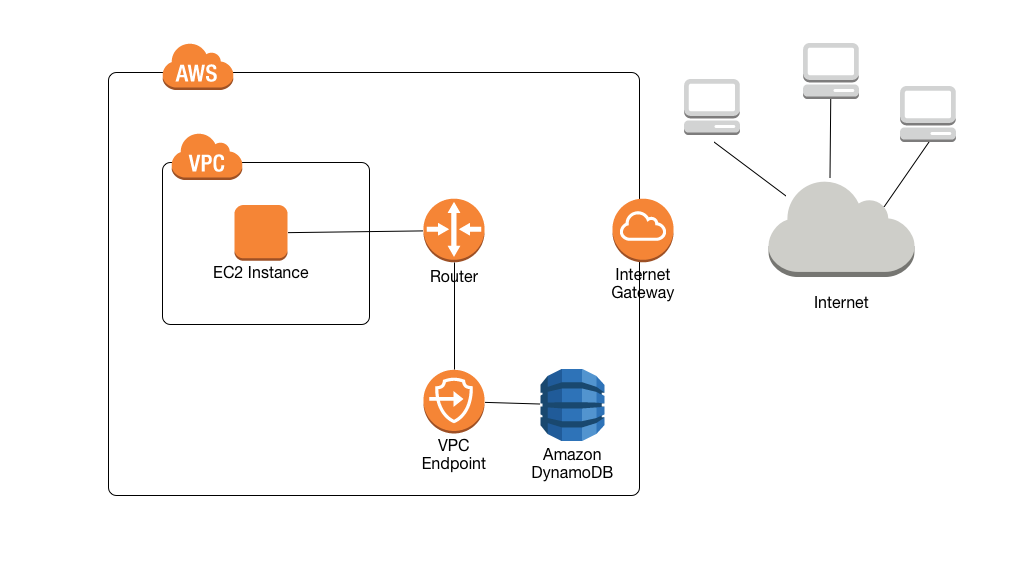 AWS
VPC
EC2 Instance
Router
Internet
Gateway
Internet
VPC
Endpoint
Amazon
DynamoDB